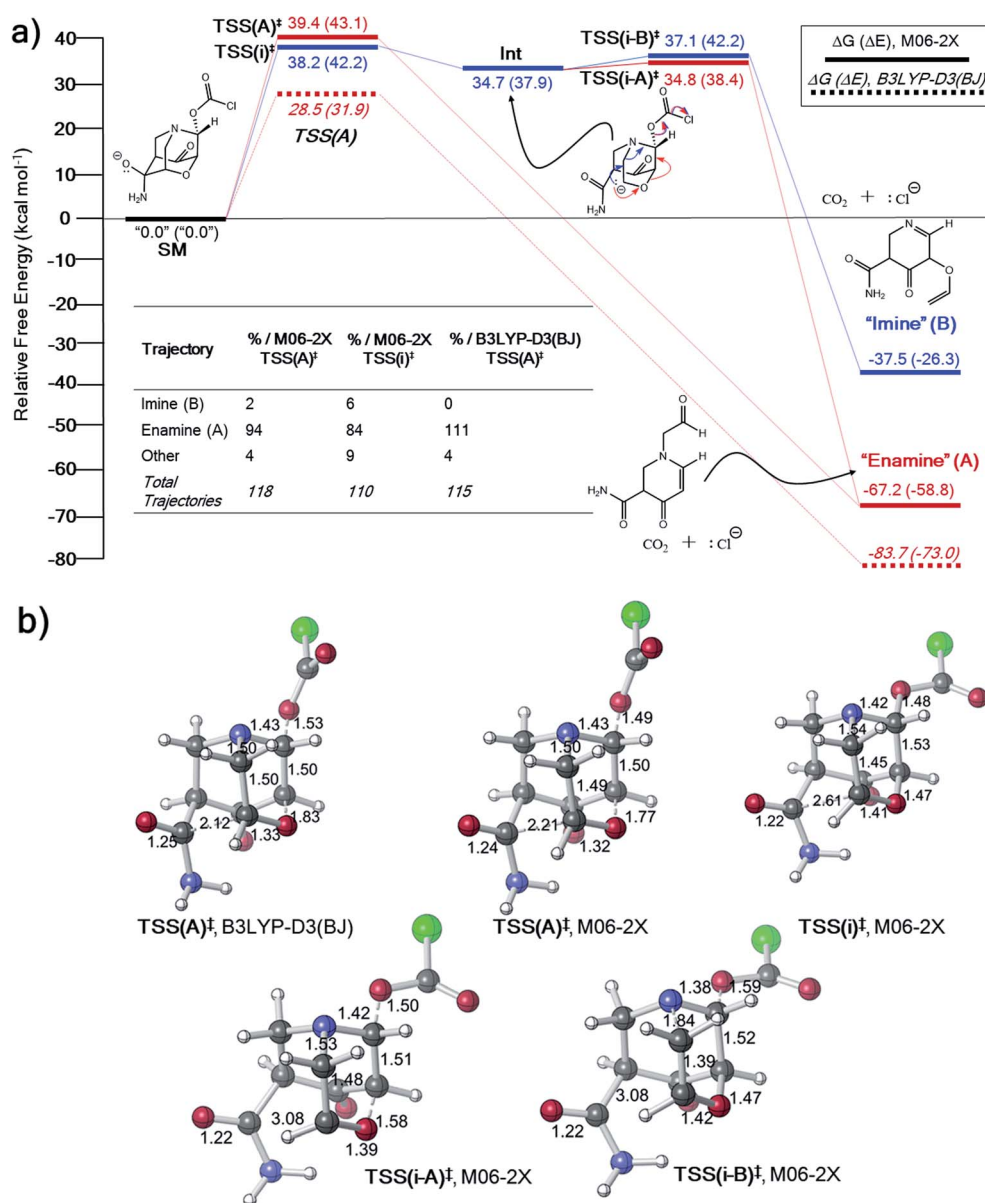 a)
Relative Free Energy (kcal mol⁻¹)
40
30
20
10
0
-10
-20
-30
-40
-50
-60
-70
-80
TSS(A)‡ 39.4 (43.1)
TSS(i)‡
38.2 (42.2)
28.5 (31.9)
TSS(A)
Int
34.7 (37.9)
TSS(i-B)‡ 37.1 (42.2)
TSS(i-A)‡ 34.8 (38.4)
ΔG (ΔE), M06-2X
ΔG (ΔE), B3LYP-D3(BJ)
O
O Cl
N H
O
O
O
H₂N
⊖
"0.0" ("0.0")
SM
O
O Cl
N H
O
O
O
H₂N
⊖
CO₂ + :Cl⊖
N H
O
NH₂ O
O
"Imine" (B)
-37.5 (-26.3)
Trajectory % / M06-2X TSS(A)‡ % / M06-2X TSS(i)‡ % / B3LYP-D3(BJ) TSS(A)‡
Imine (B) 2 6 0
Enamine (A) 94 84 111
Other 4 9 4
Total Trajectories 118 110 115
O
H
N H
H₂N
O O
CO₂ + :Cl⊖
"Enamine" (A)
-67.2 (-58.8)
-83.7 (-73.0)
b)
1.43 1.53
1.50
1.50
1.50
2.12
1.83
1.25
1.33
TSS(A)‡, B3LYP-D3(BJ)
1.43 1.49
1.50
1.50
1.49
2.21
1.77
1.24
1.32
TSS(A)‡, M06-2X
1.42 1.48
1.54
1.53
1.45
2.61
1.47
1.22
1.41
TSS(i)‡, M06-2X
1.50
1.42
1.53
1.51
1.48
3.08
1.58
1.22
1.39
TSS(i-A)‡, M06-2X
1.38 1.59
1.84
1.52
1.39
3.08
1.47
1.22
1.42
TSS(i-B)‡, M06-2X